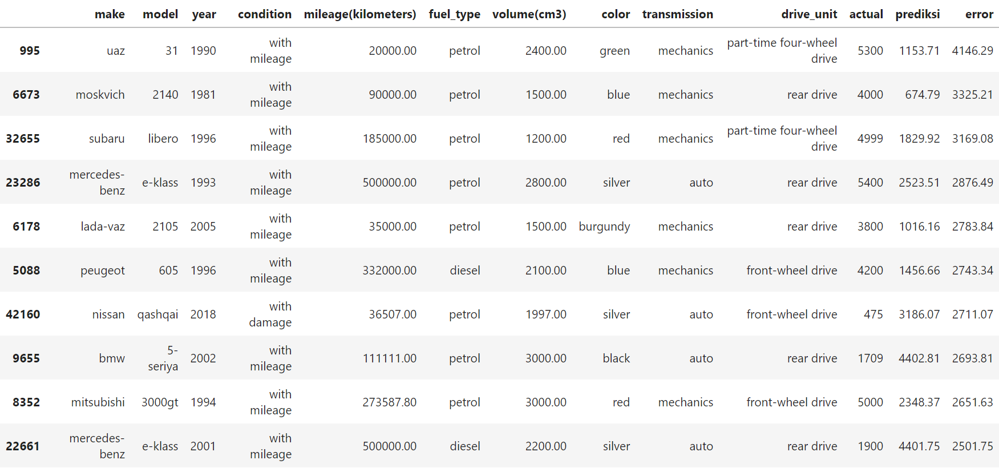 make model year condition mileage(kilometers) fuel_type volume(cm3) color transmission drive_unit actual prediksi error
995 uaz 31 1990 with mileage 20000.00 petrol 2400.00 green mechanics part-time four-wheel drive 5300 1153.71 4146.29
6673 moskvich 2140 1981 with mileage 90000.00 petrol 1500.00 blue mechanics rear drive 4000 674.79 3325.21
32655 subaru libero 1996 with mileage 185000.00 petrol 1200.00 red mechanics part-time four-wheel drive 4999 1829.92 3169.08
23286 mercedes-benz e-klass 1993 with mileage 500000.00 petrol 2800.00 silver auto rear drive 5400 2523.51 2876.49
6178 lada-vaz 2105 2005 with mileage 35000.00 petrol 1500.00 burgundy mechanics rear drive 3800 1016.16 2783.84
5088 peugeot 605 1996 with mileage 332000.00 diesel 2100.00 blue mechanics front-wheel drive 4200 1456.66 2743.34
42160 nissan qashqai 2018 with damage 36507.00 petrol 1997.00 silver auto front-wheel drive 475 3186.07 2711.07
9655 bmw 5-seriya 2002 with mileage 111111.00 petrol 3000.00 black auto rear drive 1709 4402.81 2693.81
8352 mitsubishi 3000gt 1994 with mileage 273587.80 petrol 3000.00 red mechanics front-wheel drive 5000 2348.37 2651.63
22661 mercedes-benz e-klass 2001 with mileage 500000.00 diesel 2200.00 silver auto rear drive 1900 4401.75 2501.75